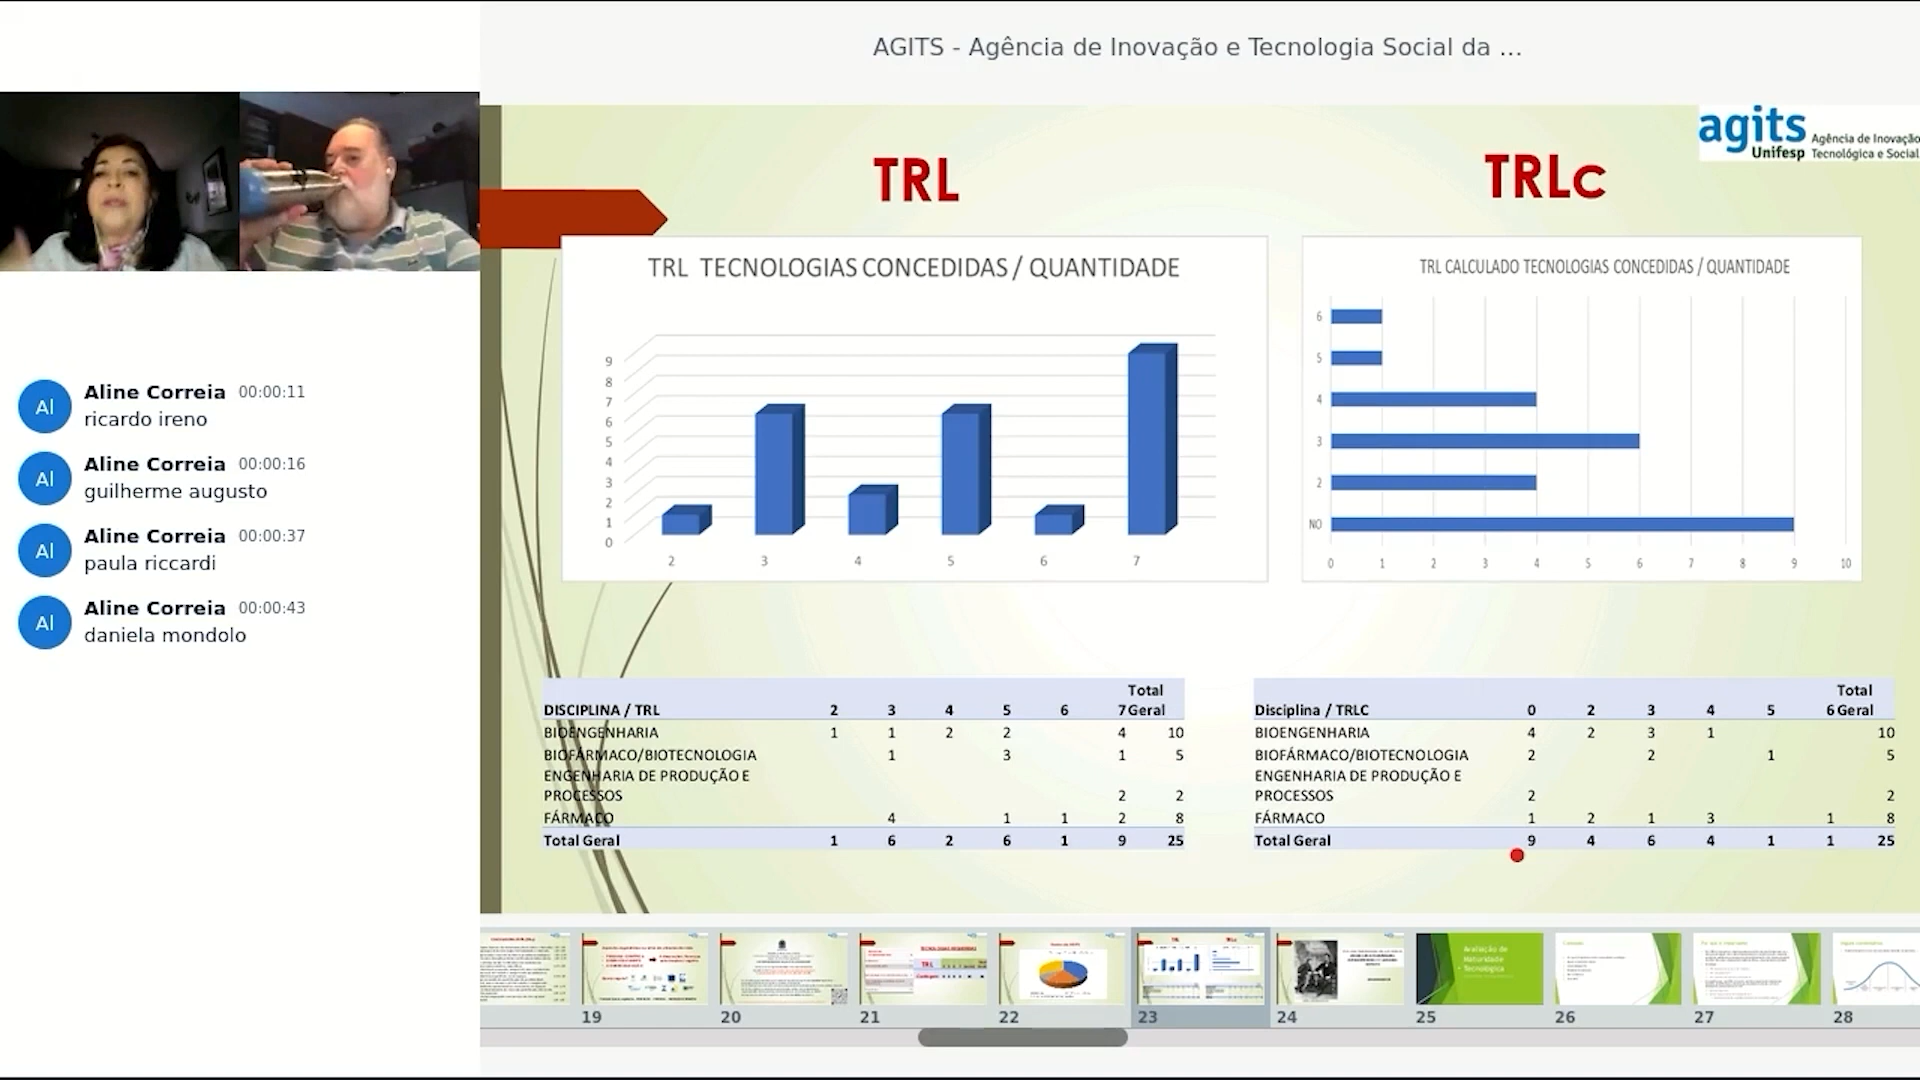 AGITS - Agência de Inovação e Tecnologia Social da ...
agits
Unifesp
Agência de Inovação
Tecnológica e Social
TRL
TRLc
TRL TECNOLOGIAS CONCEDIDAS / QUANTIDADE
9
8
7
6
5
4
3
2
1
0
2 3 4 5 6 7
TRL CALCULADO TECNOLOGIAS CONCEDIDAS / QUANTIDADE
6
5
4
3
2
NO
0 1 2 3 4 5 6 7 8 9 10
Al
Aline Correia 00:00:11
ricardo ireno
Al
Aline Correia 00:00:16
guilherme augusto
Al
Aline Correia 00:00:37
paula riccardi
Al
Aline Correia 00:00:43
daniela mondolo
Total
DISCIPLINA / TRL 2 3 4 5 6 7 Geral
BIOENGENHARIA 1 1 2 2 4 10
BIOFÁRMACO/BIOTECNOLOGIA 1 3 1 5
ENGENHARIA DE PRODUÇÃO E
PROCESSOS 2 2
FÁRMACO 4 1 1 2 8
Total Geral 1 6 2 6 1 9 25
Total
Disciplina / TRLC 0 2 3 4 5 6 Geral
BIOENGENHARIA 4 2 3 1 10
BIOFÁRMACO/BIOTECNOLOGIA 2 2 1 5
ENGENHARIA DE PRODUÇÃO E
PROCESSOS 2 2
FÁRMACO 1 2 1 3 1 8
Total Geral 9 4 6 4 1 1 25
Avaliação de
Maturidade
Tecnológica
19 20 21 22 23 24 25 26 27 28